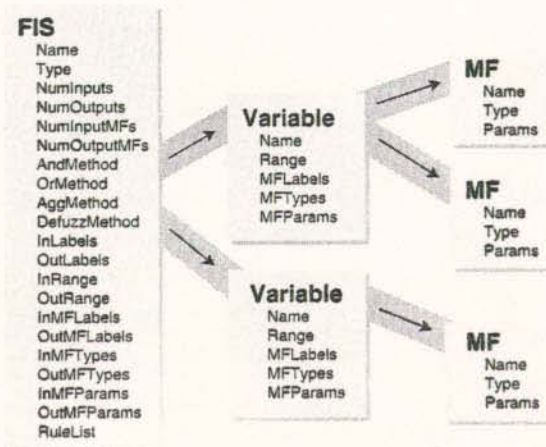 FIS
Name
Type
NumInputs
NumOutputs
NumInputMFs
NumOutputMFs
AndMethod
OrMethod
AggMethod
DefuzzMethod
InLabels
OutLabels
InRange
OutRange
InMFLabels
OutMFLabels
InMFTypes
OutMFTypes
InMFParams
OutMFParams
RuleList
Variable
Name
Range
MFLabels
MFTypes
MFParams
Variable
Name
Range
MFLabels
MFTypes
MFParams
MF
Name
Type
Params
MF
Name
Type
Params
MF
Name
Type
Params